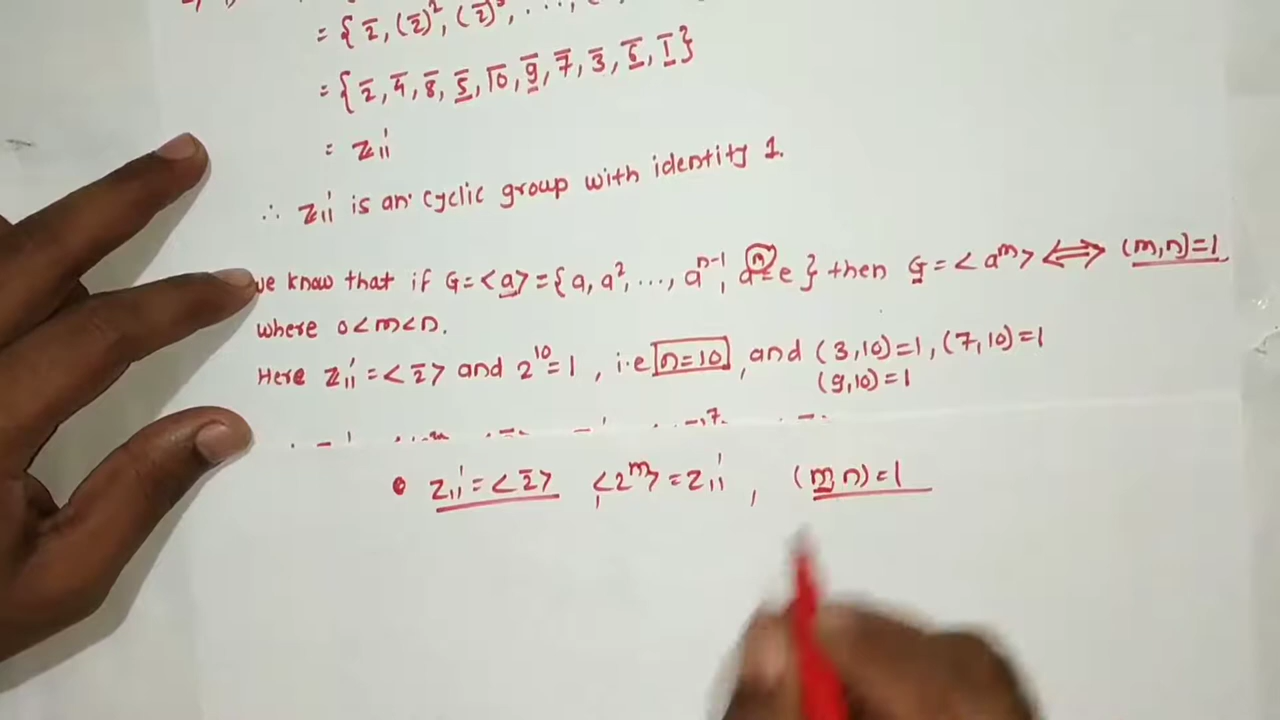 = { 2̅, (2̅)², (2̅)³, ...,
= { 2̅, 4̅, 8̅, 5̅, 10̅, 9̅, 7̅, 3̅, 6̅, 1̅ }
= Z₁₁'
∴ Z₁₁' is an cyclic group with identity 1.
we know that if G = <a> = {a, a², ..., aⁿ⁻¹, aⁿ = e } then G = < aᵐ > ⟺ (m,n)=1
where 0<m<n.
Here Z₁₁' = < 2̅ > and 2¹⁰ = 1 , i.e n=10 , and (3,10)=1, (7,10)=1
(9,10)=1
• Z₁₁' = < 2̅ > , <2ᵐ> = Z₁₁' , (m,n)=1